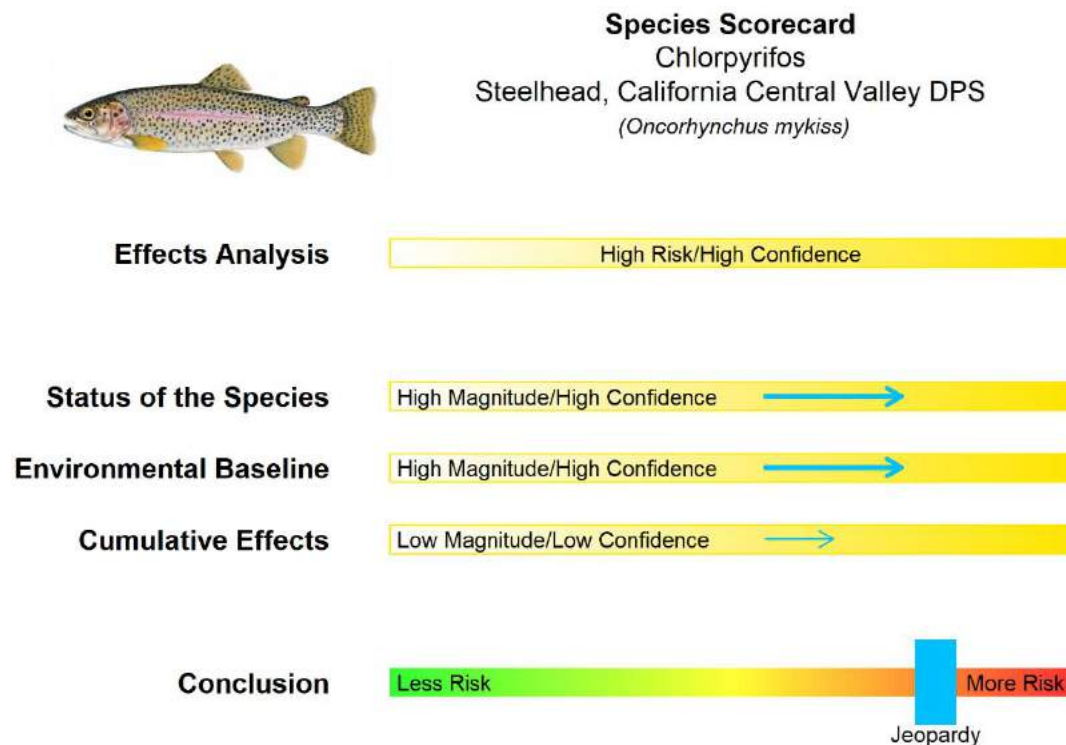 Species Scorecard
Chlorpyrifos
Steelhead, California Central Valley DPS
(Oncorhynchus mykiss)
Effects Analysis
High Risk/High Confidence
Status of the Species
High Magnitude/High Confidence
Environmental Baseline
High Magnitude/High Confidence
Cumulative Effects
Low Magnitude/Low Confidence
Conclusion
Less Risk
More Risk
Jeopardy